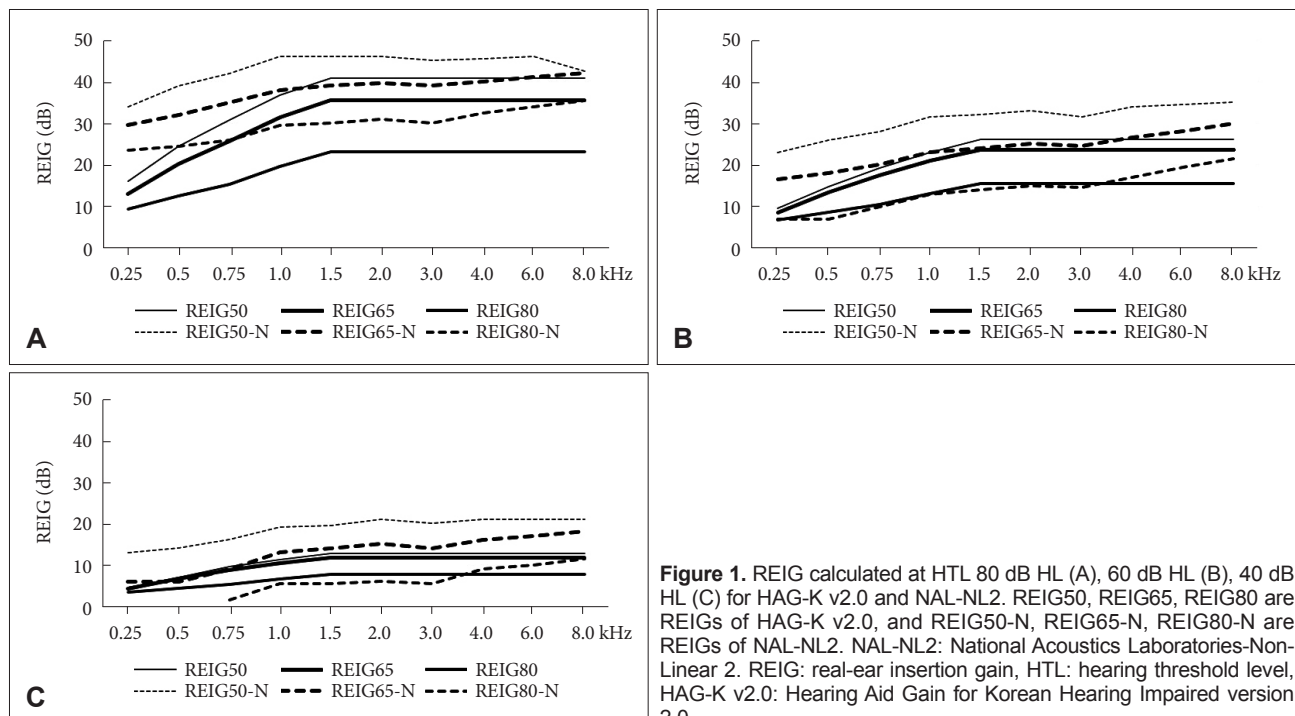 50
40
30
20
10
0
REIG (dB)
0.25 0.5 0.75 1.0 1.5 2.0 3.0 4.0 6.0 8.0 kHz
REIG50 REIG65 REIG80
REIG50-N REIG65-N REIG80-N
A
50
40
30
20
10
0
REIG (dB)
0.25 0.5 0.75 1.0 1.5 2.0 3.0 4.0 6.0 8.0 kHz
REIG50 REIG65 REIG80
REIG50-N REIG65-N REIG80-N
B
50
40
30
20
10
0
REIG (dB)
0.25 0.5 0.75 1.0 1.5 2.0 3.0 4.0 6.0 8.0 kHz
REIG50 REIG65 REIG80
REIG50-N REIG65-N REIG80-N
C
Figure 1. REIG calculated at HTL 80 dB HL (A), 60 dB HL (B), 40 dB
HL (C) for HAG-K v2.0 and NAL-NL2. REIG50, REIG65, REIG80 are
REIGs of HAG-K v2.0, and REIG50-N, REIG65-N, REIG80-N are
REIGs of NAL-NL2. NAL-NL2: National Acoustics Laboratories-Non-
Linear 2. REIG: real-ear insertion gain, HTL: hearing threshold level,
HAG-K v2.0: Hearing Aid Gain for Korean Hearing Impaired version